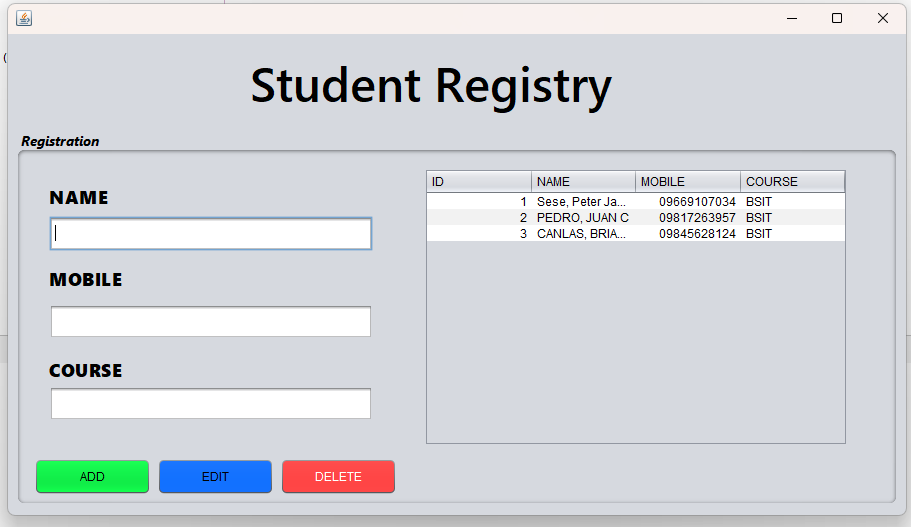 Student Registry
Registration
NAME
MOBILE
COURSE
ADD EDIT DELETE
ID NAME MOBILE COURSE
1 Sese, Peter Ja... 09669107034 BSIT
2 PEDRO, JUAN C 09817263957 BSIT
3 CANLAS, BRIA... 09845628124 BSIT